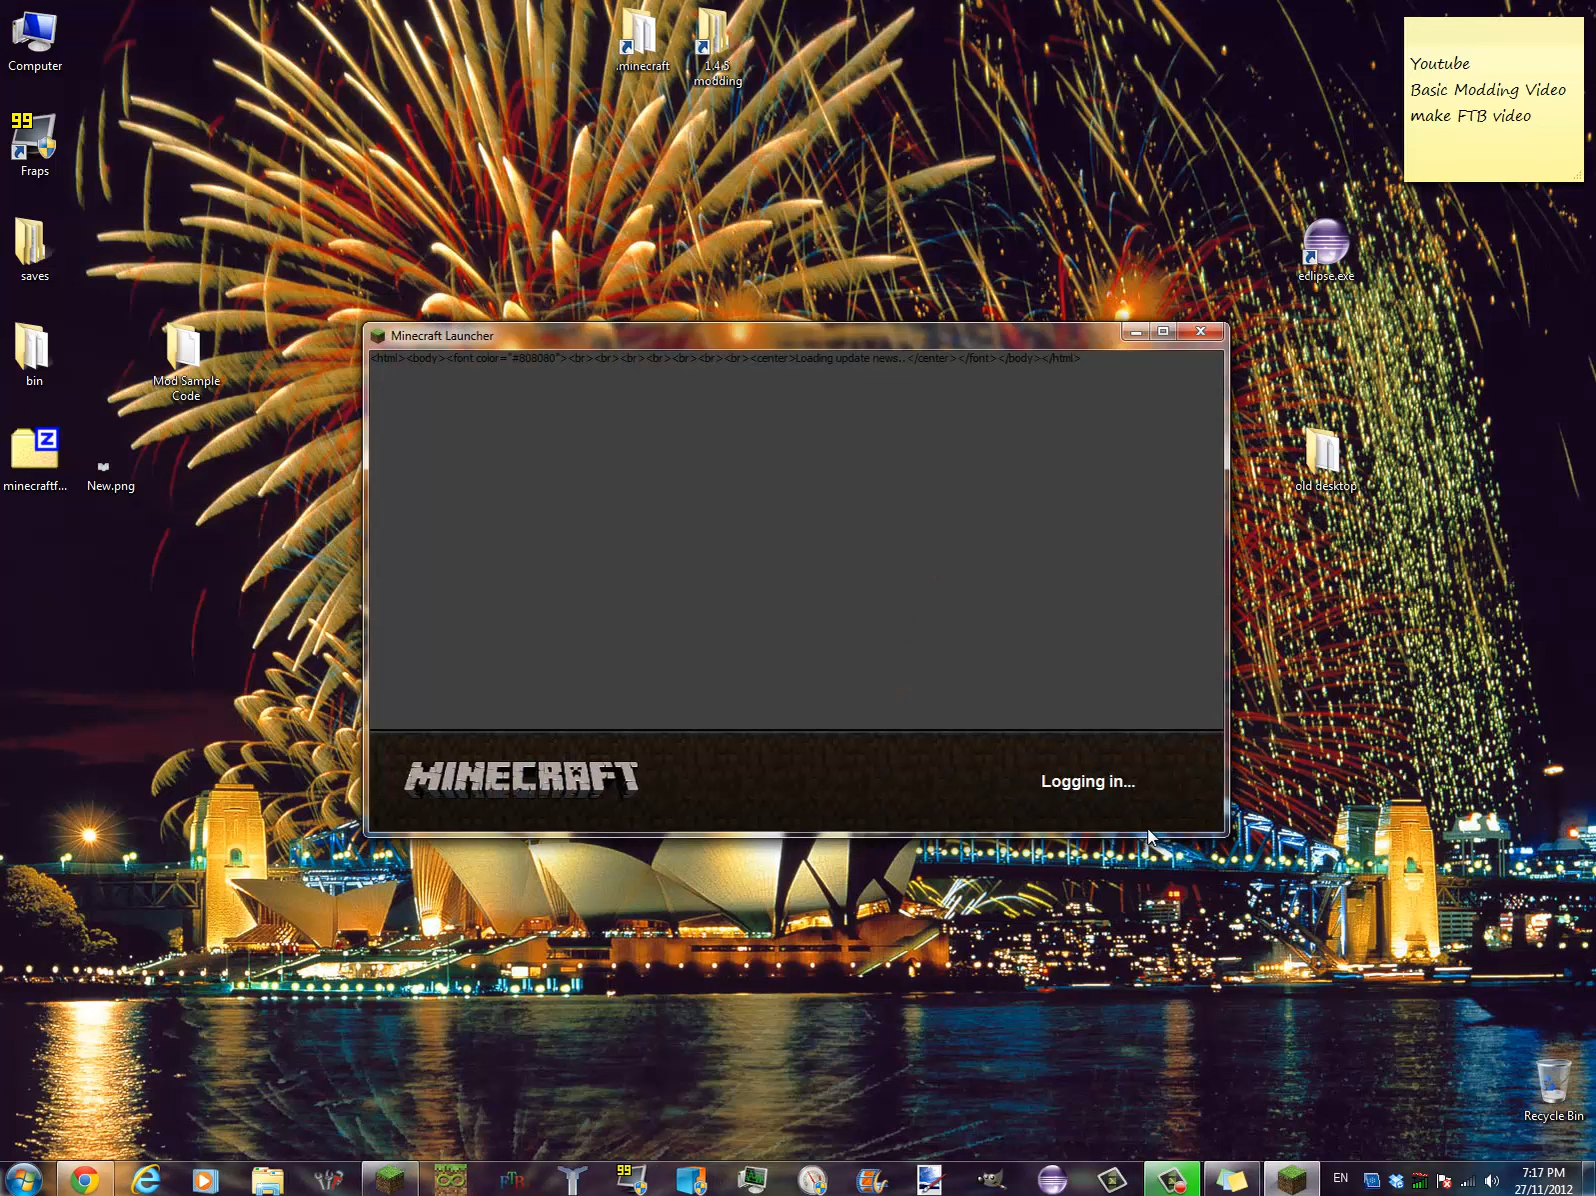 Computer
99
Fraps
saves
bin
Mod Sample
Code
Z
minecraftf...
New.png
.minecraft
1.4.5
modding
Youtube
Basic Modding Video
make FTB video
eclipse.exe
old desktop
Minecraft Launcher
<html><body><font color="#808080"><br><br><br><br><br><br><br><center>Loading update news..</center></font></body></html>
MINECRAFT
Logging in...
Recycle Bin
FTB
99
EN
7:17 PM
27/11/2012